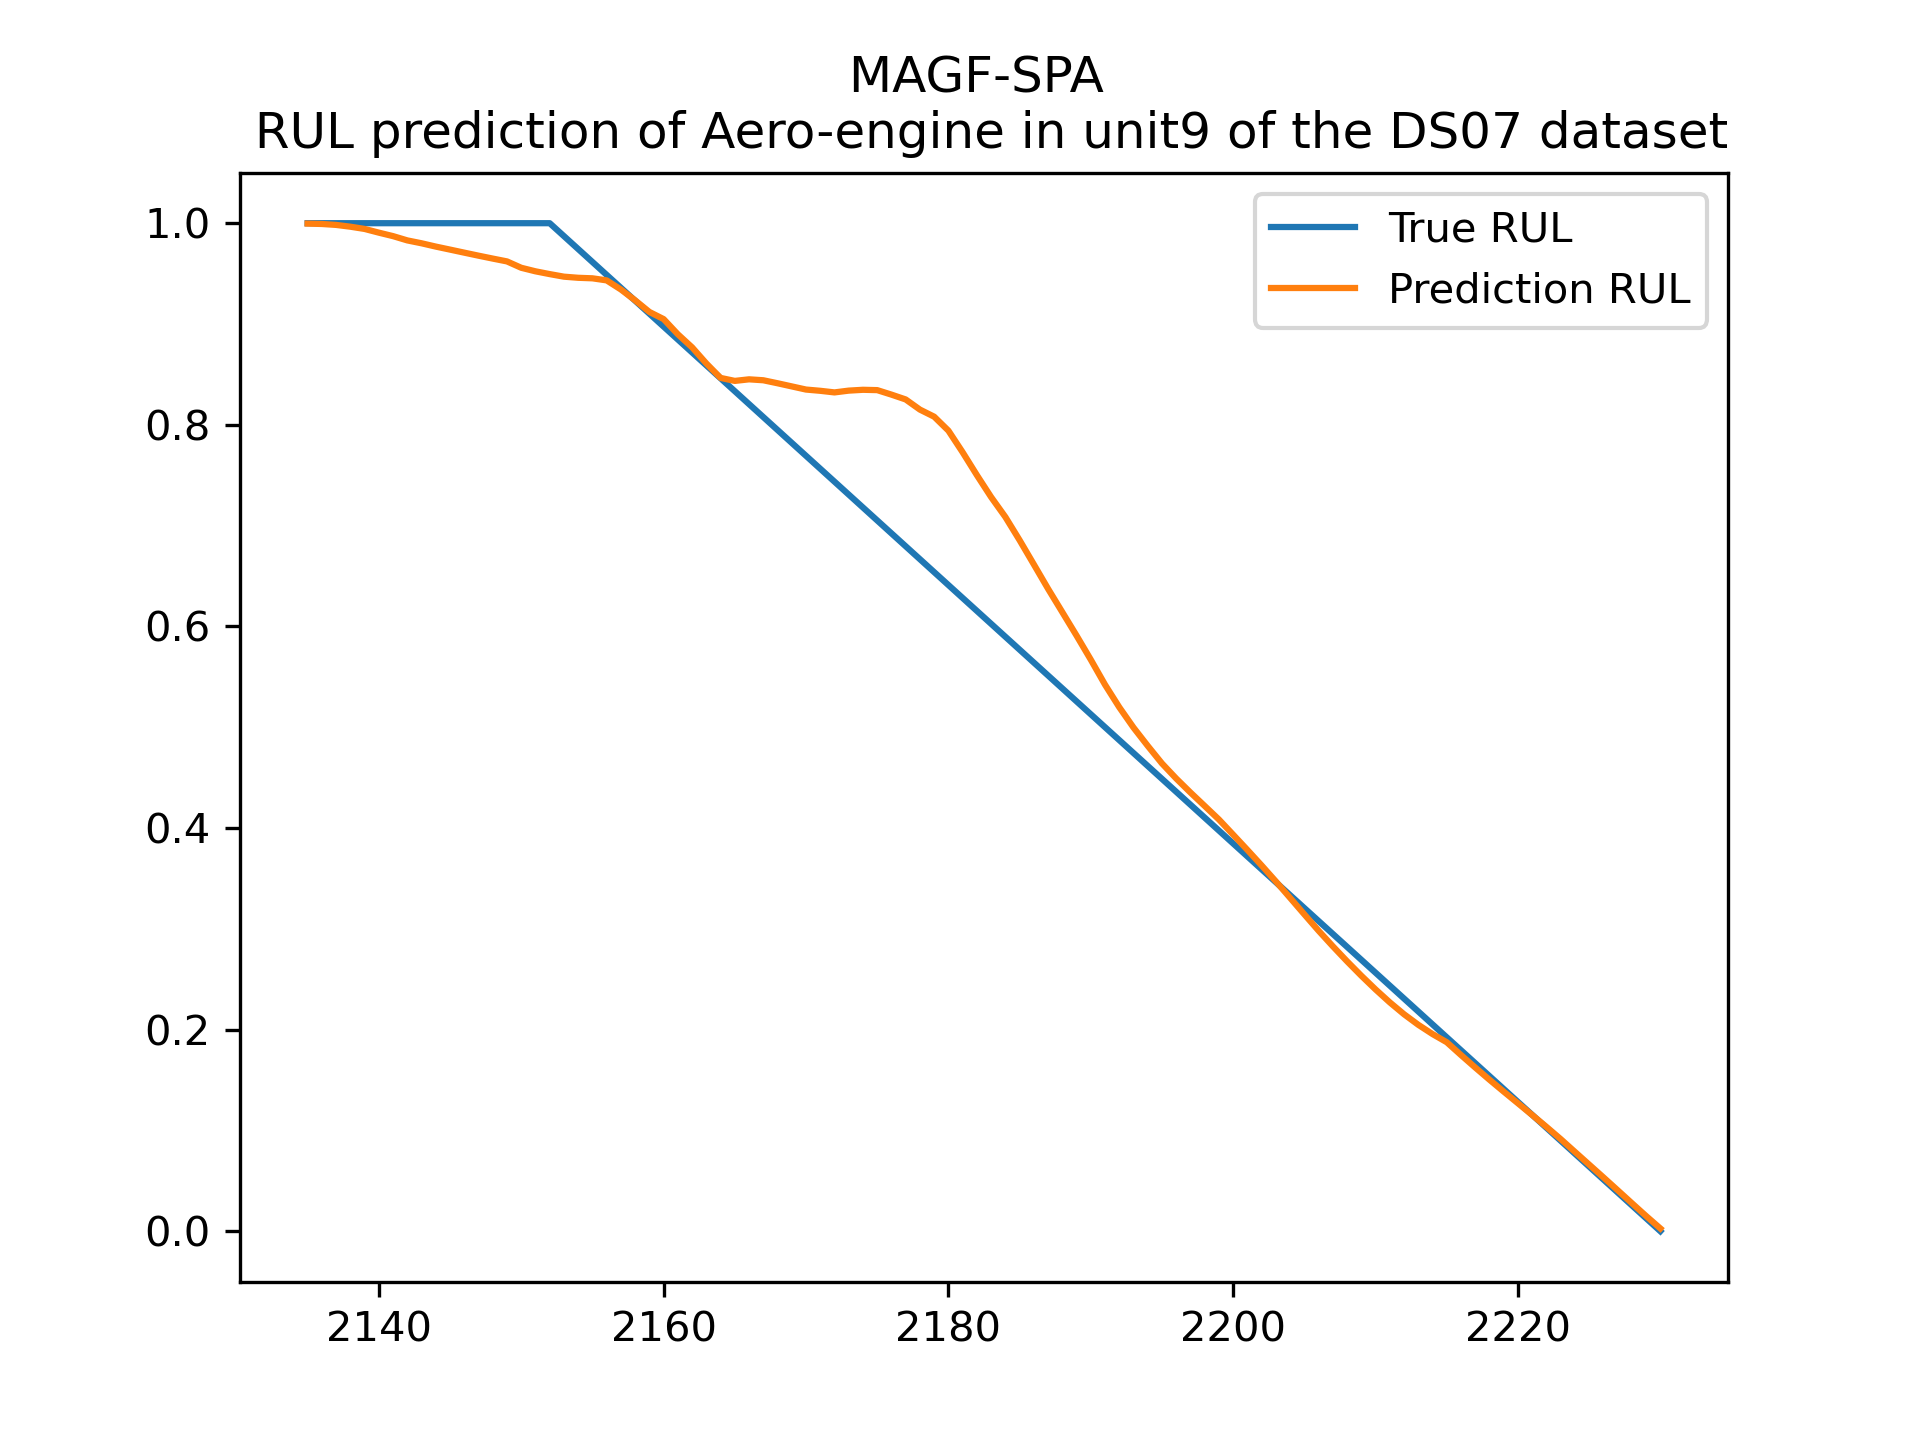 MAGF-SPA
RUL prediction of Aero-engine in unit9 of the DS07 dataset
True RUL
Prediction RUL
1.0
0.8
0.6
0.4
0.2
0.0
2140 2160 2180 2200 2220